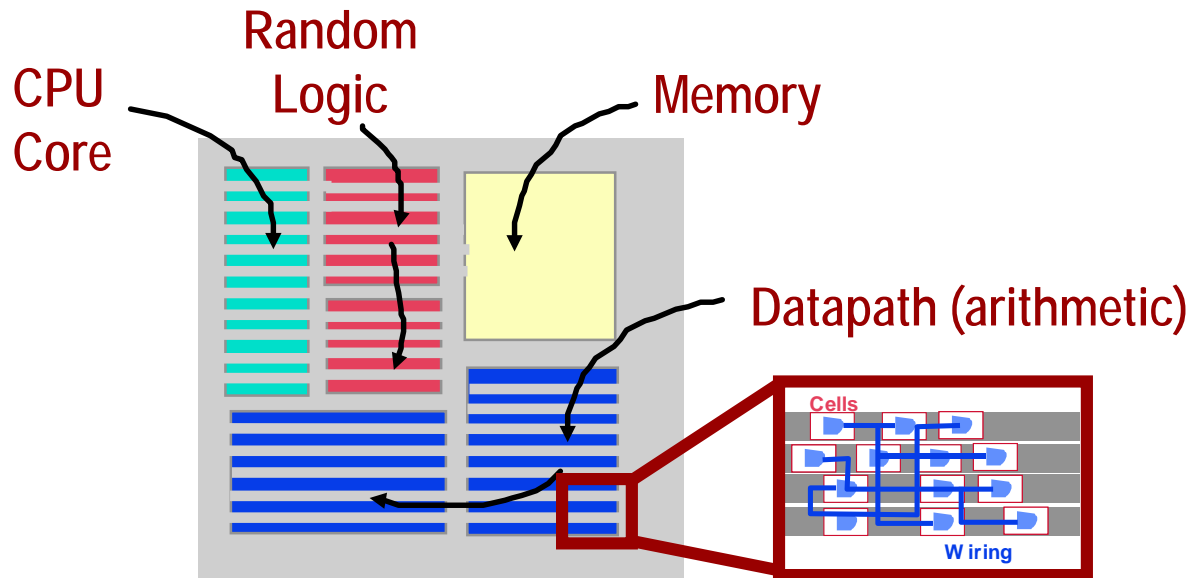 CPU
Core
Random
Logic
Memory
Datapath (arithmetic)
Cells
Wiring